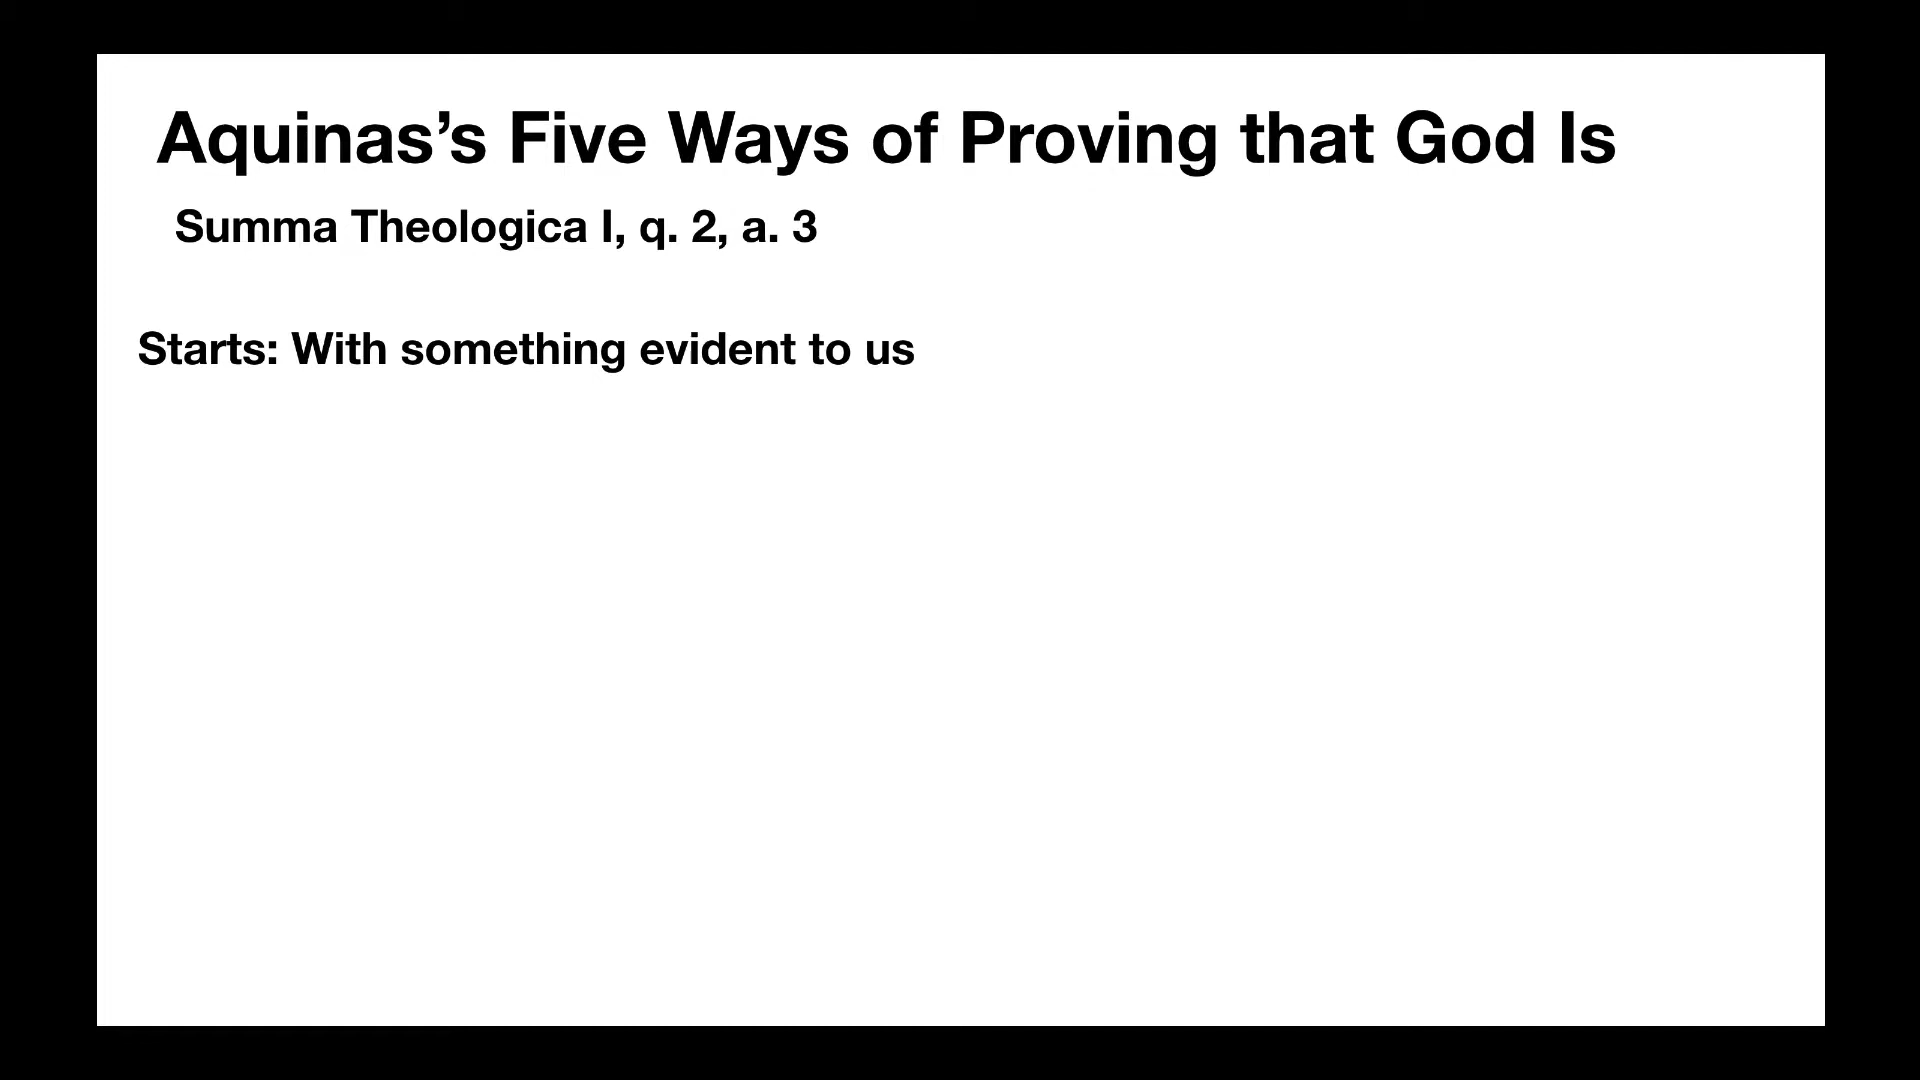 Aquinas’s Five Ways of Proving that God Is
Summa Theologica I, q. 2, a. 3
Starts: With something evident to us